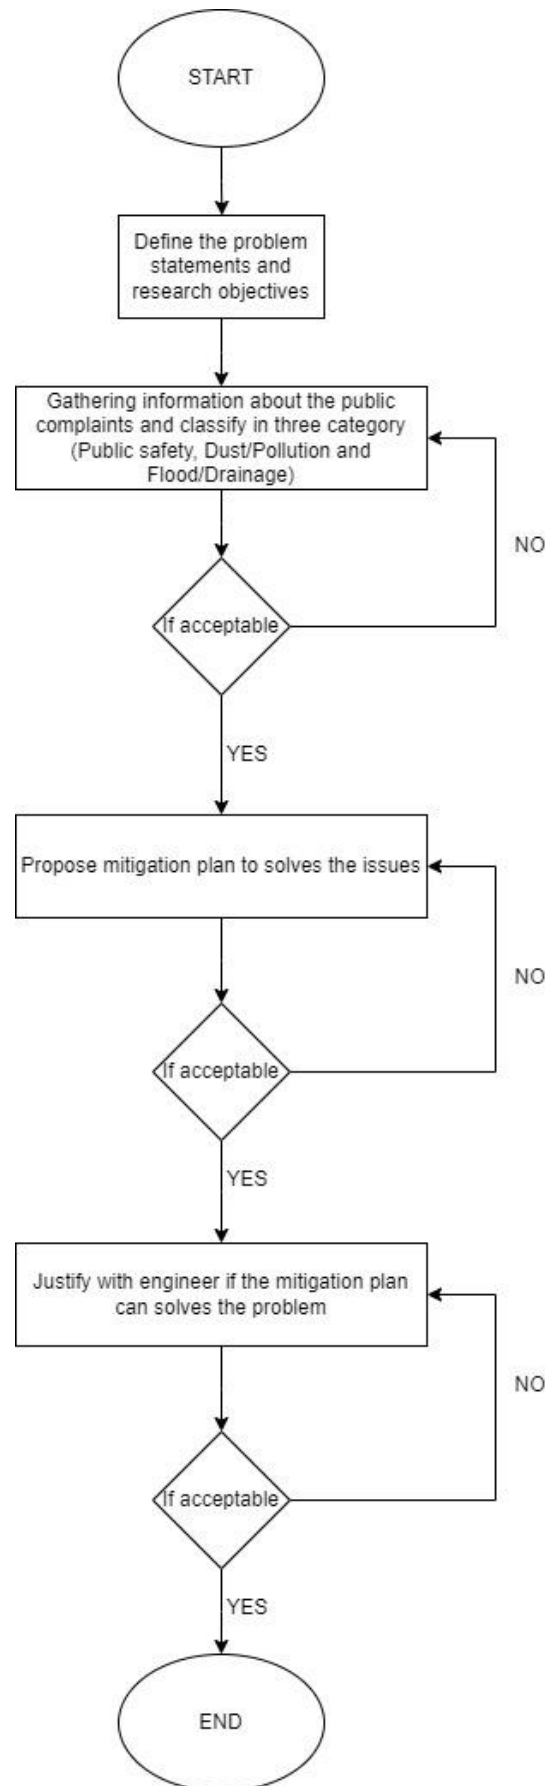 START
Define the problem
statements and
research objectives
Gathering information about the public
complaints and classify in three category
(Public safety, Dust/Pollution and
Flood/Drainage)
NO
If acceptable
YES
Propose mitigation plan to solves the issues
NO
If acceptable
YES
Justify with engineer if the mitigation plan
can solves the problem
NO
If acceptable
YES
END